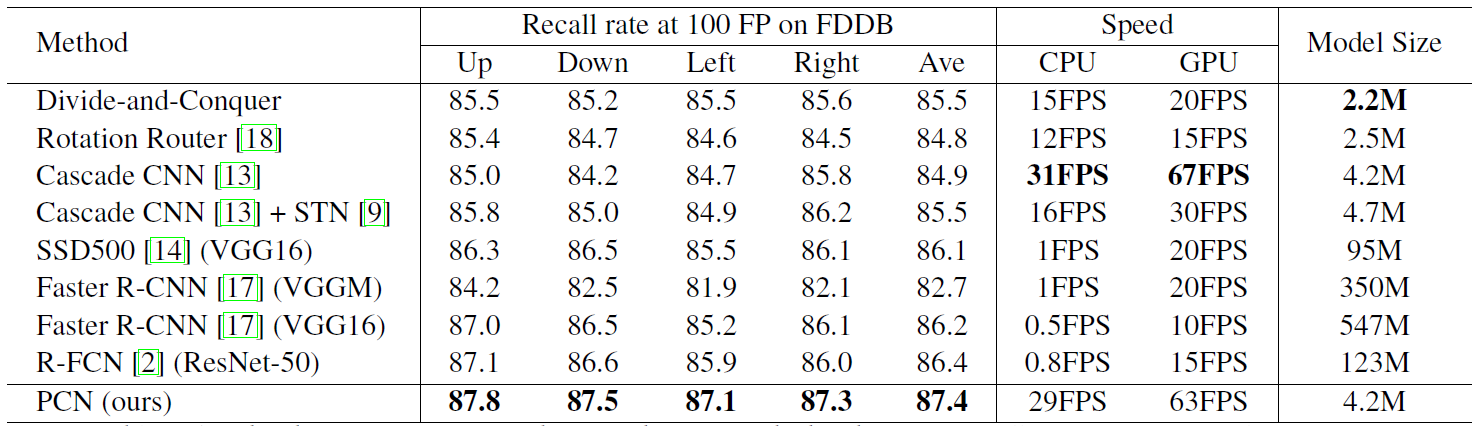 Method Recall rate at 100 FP on FDDB Speed Model Size
Up Down Left Right Ave CPU GPU
Divide-and-Conquer 85.5 85.2 85.5 85.6 85.5 15FPS 20FPS 2.2M
Rotation Router [18] 85.4 84.7 84.6 84.5 84.8 12FPS 15FPS 2.5M
Cascade CNN [13] 85.0 84.2 84.7 85.8 84.9 31FPS 67FPS 4.2M
Cascade CNN [13] + STN [9] 85.8 85.0 84.9 86.2 85.5 16FPS 30FPS 4.7M
SSD500 [14] (VGG16) 86.3 86.5 85.5 86.1 86.1 1FPS 20FPS 95M
Faster R-CNN [17] (VGGM) 84.2 82.5 81.9 82.1 82.7 1FPS 20FPS 350M
Faster R-CNN [17] (VGG16) 87.0 86.5 85.2 86.1 86.2 0.5FPS 10FPS 547M
R-FCN [2] (ResNet-50) 87.1 86.6 85.9 86.0 86.4 0.8FPS 15FPS 123M
PCN (ours) 87.8 87.5 87.1 87.3 87.4 29FPS 63FPS 4.2M